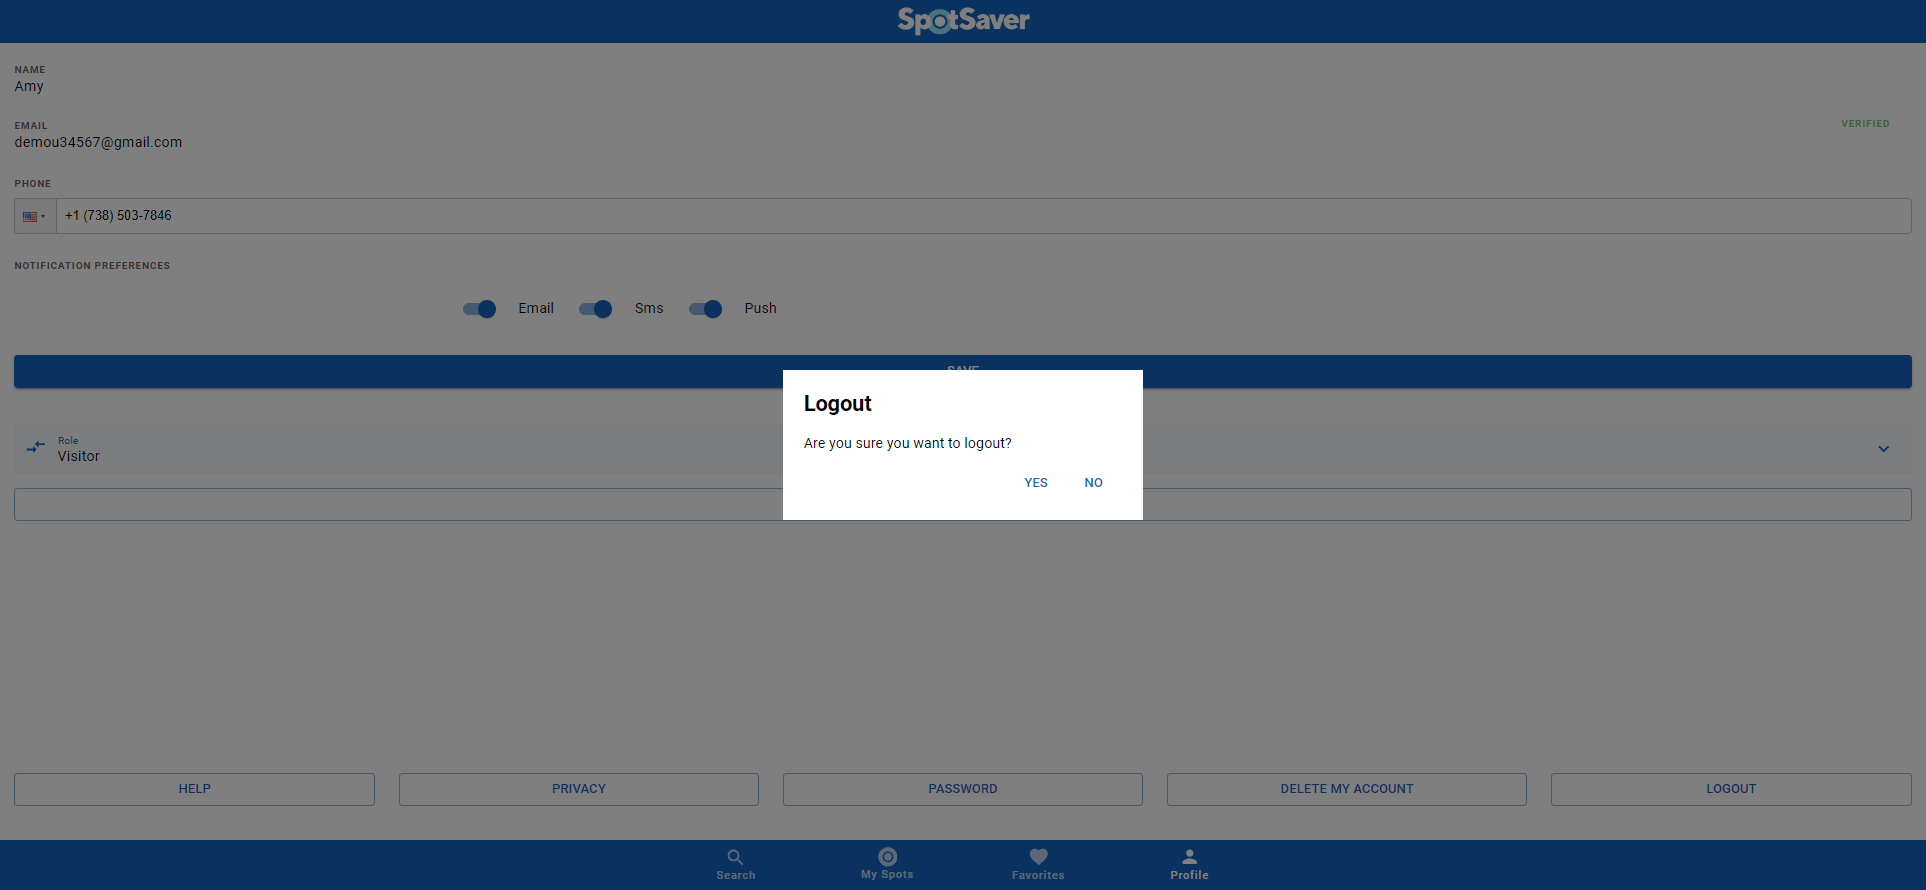 SpotSaver
NAME
Amy
EMAIL
demou34567@gmail.com
VERIFIED
PHONE
+1 (738) 503-7846
NOTIFICATION PREFERENCES
Email Sms Push
SAVE
Logout
Are you sure you want to logout?
YES NO
Role
Visitor
HELP PRIVACY PASSWORD DELETE MY ACCOUNT LOGOUT
Search My Spots Favorites Profile